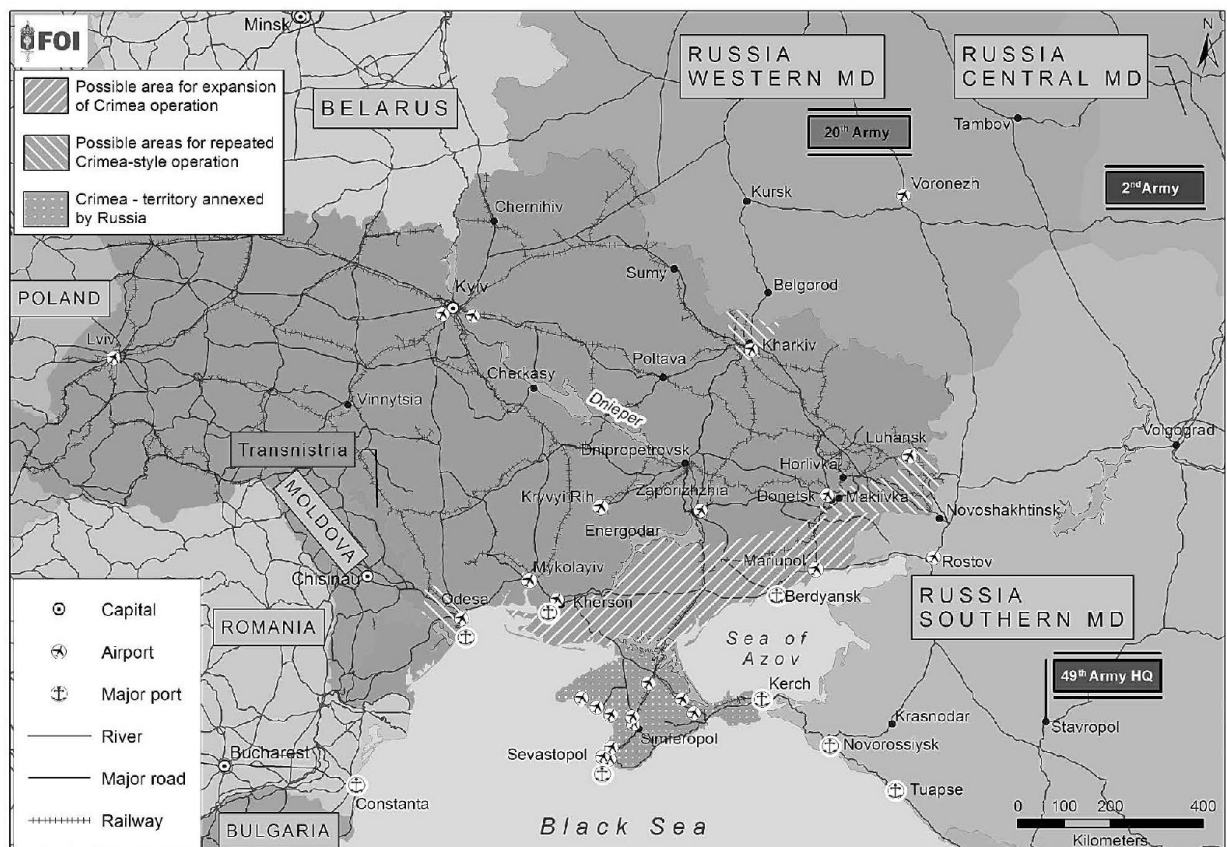 FOI
Possible area for expansion
of Crimea operation
Possible areas for repeated
Crimea-style operation
Crimea - territory annexed
by Russia
Minsk
BELARUS
RUSSIA
WESTERN MD
RUSSIA
CENTRAL MD
N
20th Army
Tambov
2nd Army
Voronezh
Kursk
Chernihiv
Sumy
Belgorod
POLAND
Kyiv
Lviv
Kharkiv
Poltava
Cherkasy
Vinnytsia
Dnieper
Transnistria
Dnipropetrovsk
Luhansk
Volgograd
Horlivka
Kryvyi Rih
Zaporizhzhia
Donetsk
Makiivka
Novoshakhtinsk
Energodar
MOLDOVA
Mariupol
Rostov
Mykolayiv
Chisinau
Odesa
Kherson
Berdyansk
RUSSIA
SOUTHERN MD
ROMANIA
Sea of
Azov
49th Army HQ
Kerch
Krasnodar
Stavropol
Simferopol
Sevastopol
Novorossiysk
Bucharest
Constanta
Tuapse
BULGARIA
Black Sea
Capital
Airport
Major port
River
Major road
Railway
0 100 200 400
Kilometers